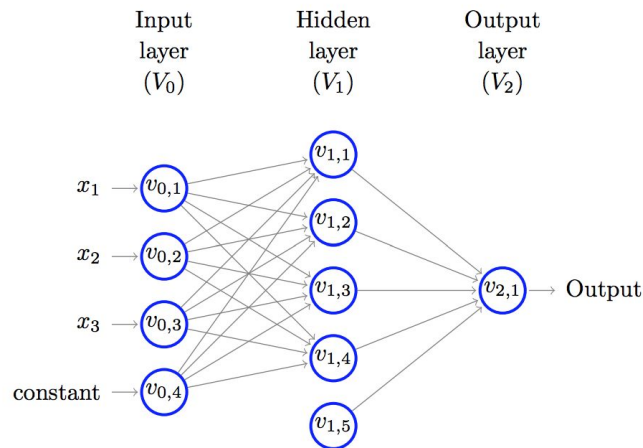 Input layer (V₀)
Hidden layer (V₁)
Output layer (V₂)
x₁
x₂
x₃
constant
v₀,₁
v₀,₂
v₀,₃
v₀,₄
v₁,₁
v₁,₂
v₁,₃
v₁,₄
v₁,₅
v₂,₁
Output